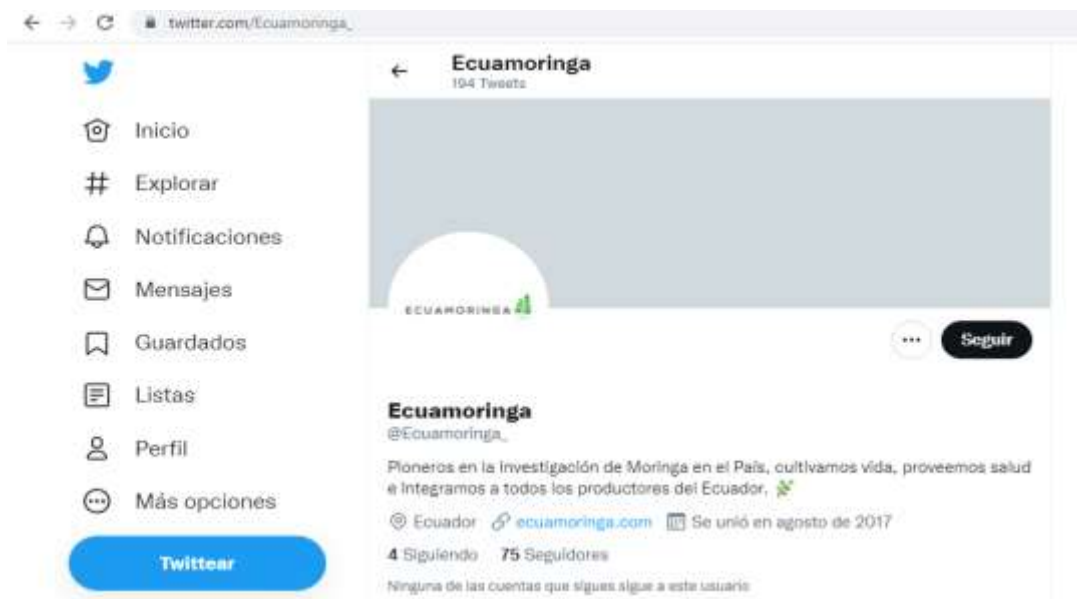 twitter.com/Ecuamoringa_
Ecuamoringa
194 Tweets
Inicio
Explorar
Notificaciones
Mensajes
Guardados
Listas
Perfil
Más opciones
Twittear
ECUAMORINGA
Seguir
Ecuamoringa
@Ecuamoringa_
Pioneros en la investigación de Moringa en el País, cultivamos vida, proveemos salud
e integramos a todos los productores del Ecuador.
Ecuador ecuamoringa.com Se unió en agosto de 2017
4 Siguiendo 75 Seguidores
Ninguna de las cuentas que sigues sigue a este usuario